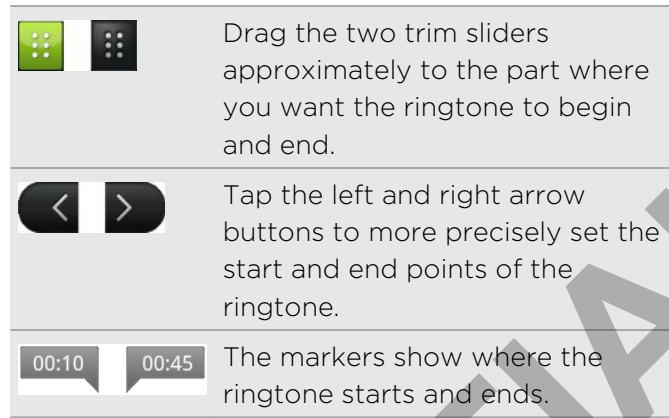 Drag the two trim sliders
approximately to the part where
you want the ringtone to begin
and end.
Tap the left and right arrow
buttons to more precisely set the
start and end points of the
ringtone.
00:10 00:45 The markers show where the
ringtone starts and ends.